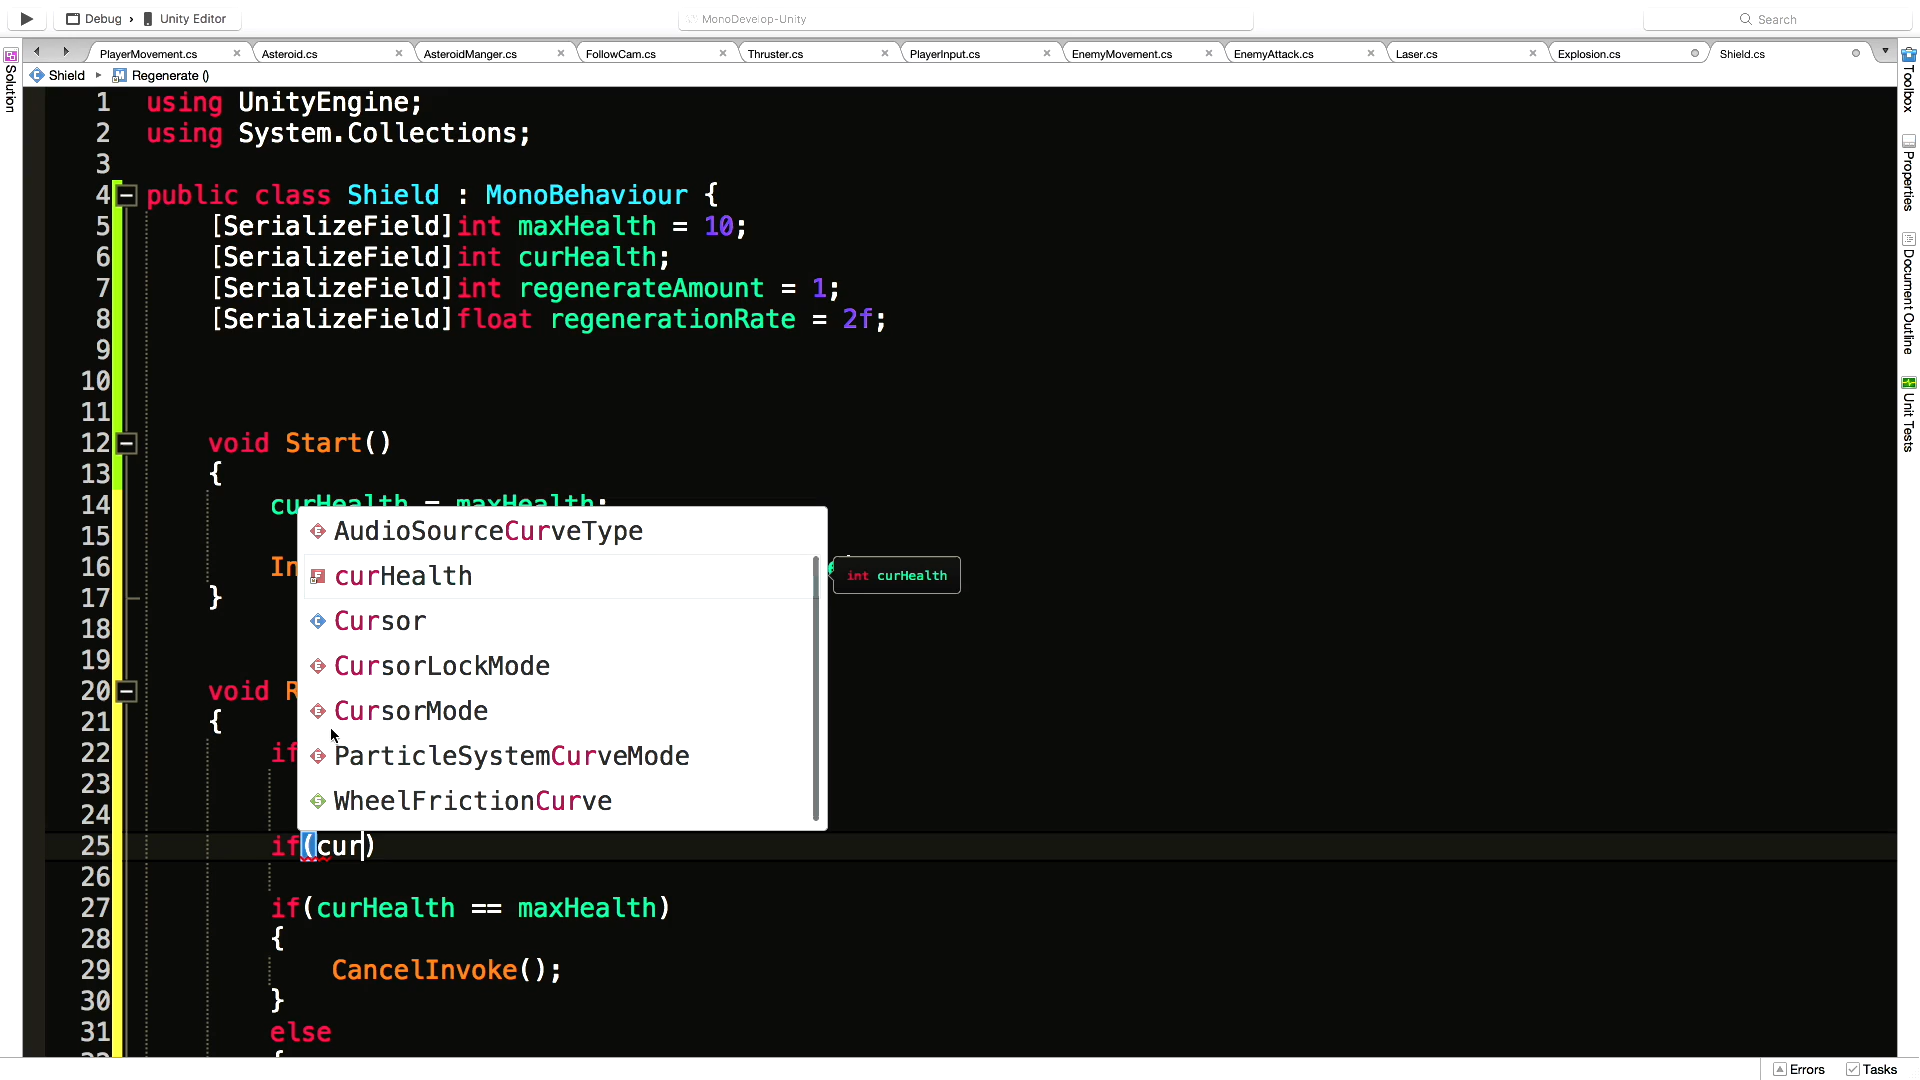 Debug › Unity Editor
MonoDevelop-Unity
Search
Solution
PlayerMovement.cs
Asteroid.cs
AsteroidManger.cs
FollowCam.cs
Thruster.cs
PlayerInput.cs
EnemyMovement.cs
EnemyAttack.cs
Laser.cs
Explosion.cs
Shield.cs
Shield ▸ Regenerate ()
1 using UnityEngine;
2 using System.Collections;
3
4 public class Shield : MonoBehaviour {
5 [SerializeField]int maxHealth = 10;
6 [SerializeField]int curHealth;
7 [SerializeField]int regenerateAmount = 1;
8 [SerializeField]float regenerationRate = 2f;
9
10
11
12 void Start()
13 {
14 curHealth = maxHealth;
15
16 In
17 }
18
19
20 void R
21 {
22 if
23
24
25 if(cur)
26
27 if(curHealth == maxHealth)
28 {
29 CancelInvoke();
30 }
31 else
{
AudioSourceCurveType
curHealth
Cursor
CursorLockMode
CursorMode
ParticleSystemCurveMode
WheelFrictionCurve
int curHealth
Toolbox
Properties
Document Outline
Unit Tests
Errors
Tasks